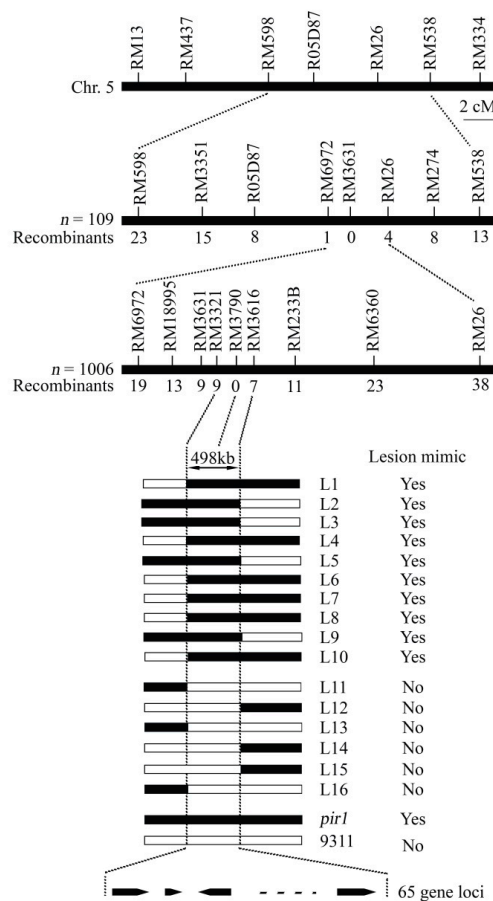 RM13 RM437 RM598 R05D87 RM26 RM538 RM334
Chr. 5
2 cM
RM598 RM3351 R05D87 RM6972 RM3631 RM26 RM274 RM538
n = 109
Recombinants 23 15 8 1 0 4 8 13
RM6972 RM18995 RM3631 RM3321 RM3790 RM3616 RM233B RM6360 RM26
n = 1006
Recombinants 19 13 9 9 0 7 11 23 38
498kb Lesion mimic
L1 Yes
L2 Yes
L3 Yes
L4 Yes
L5 Yes
L6 Yes
L7 Yes
L8 Yes
L9 Yes
L10 Yes
L11 No
L12 No
L13 No
L14 No
L15 No
L16 No
pir1 Yes
9311 No
65 gene loci